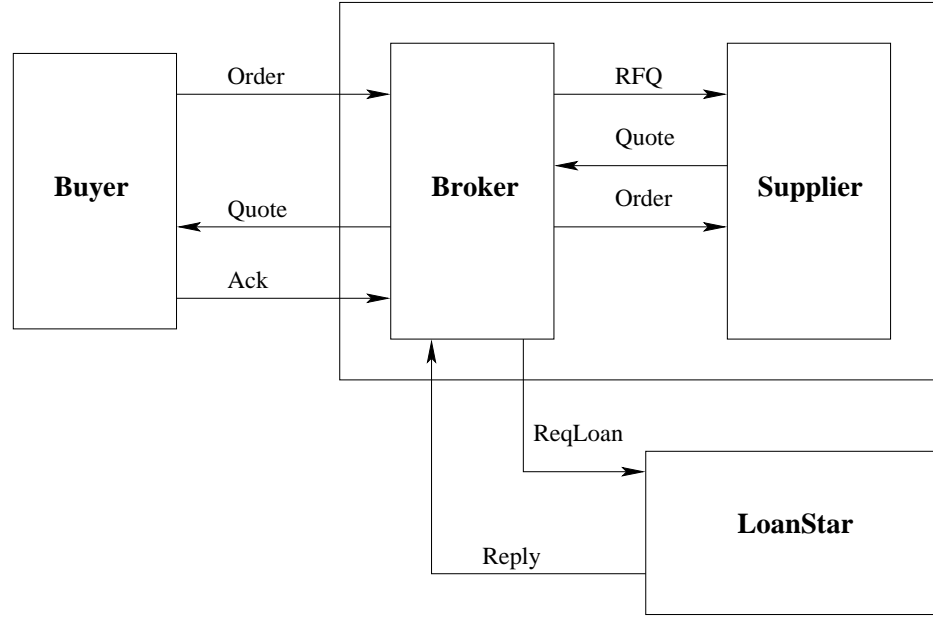 Order
RFQ
Quote
Buyer
Broker
Supplier
Quote
Order
Ack
ReqLoan
LoanStar
Reply